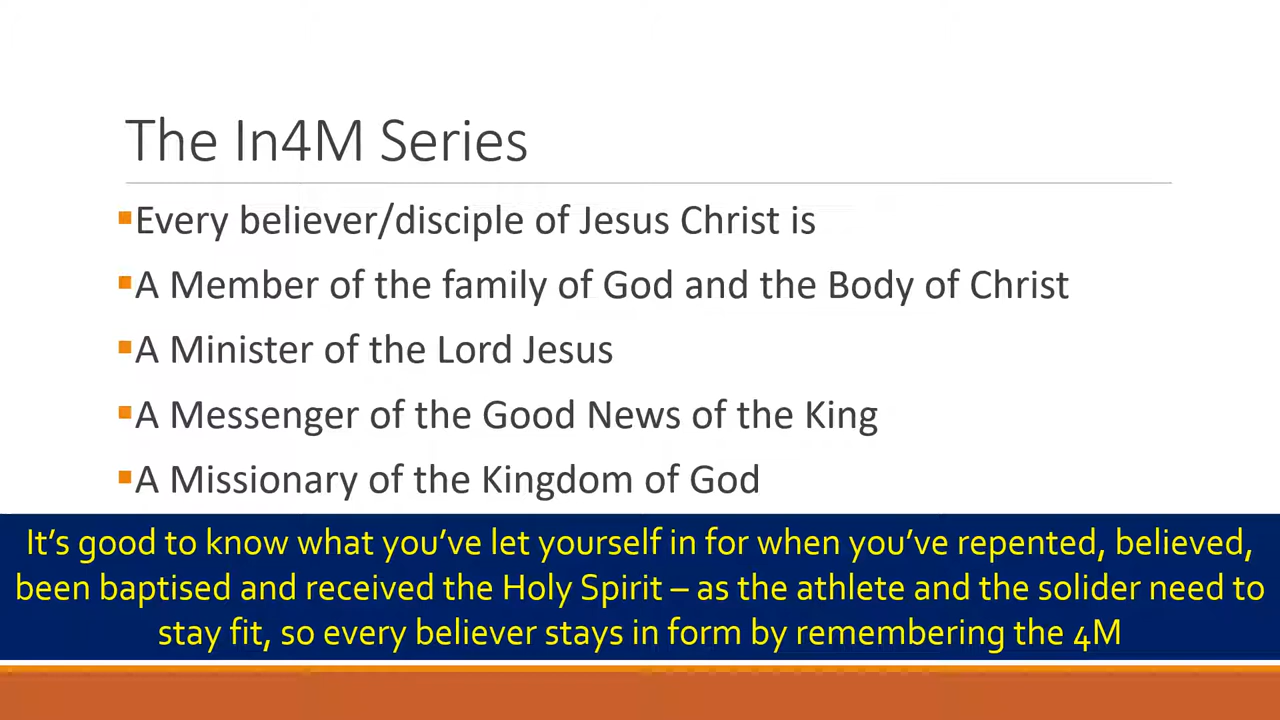 The In4M Series
▪Every believer/disciple of Jesus Christ is
▪A Member of the family of God and the Body of Christ
▪A Minister of the Lord Jesus
▪A Messenger of the Good News of the King
▪A Missionary of the Kingdom of God
It’s good to know what you’ve let yourself in for when you’ve repented, believed,
been baptised and received the Holy Spirit – as the athlete and the solider need to
stay fit, so every believer stays in form by remembering the 4M